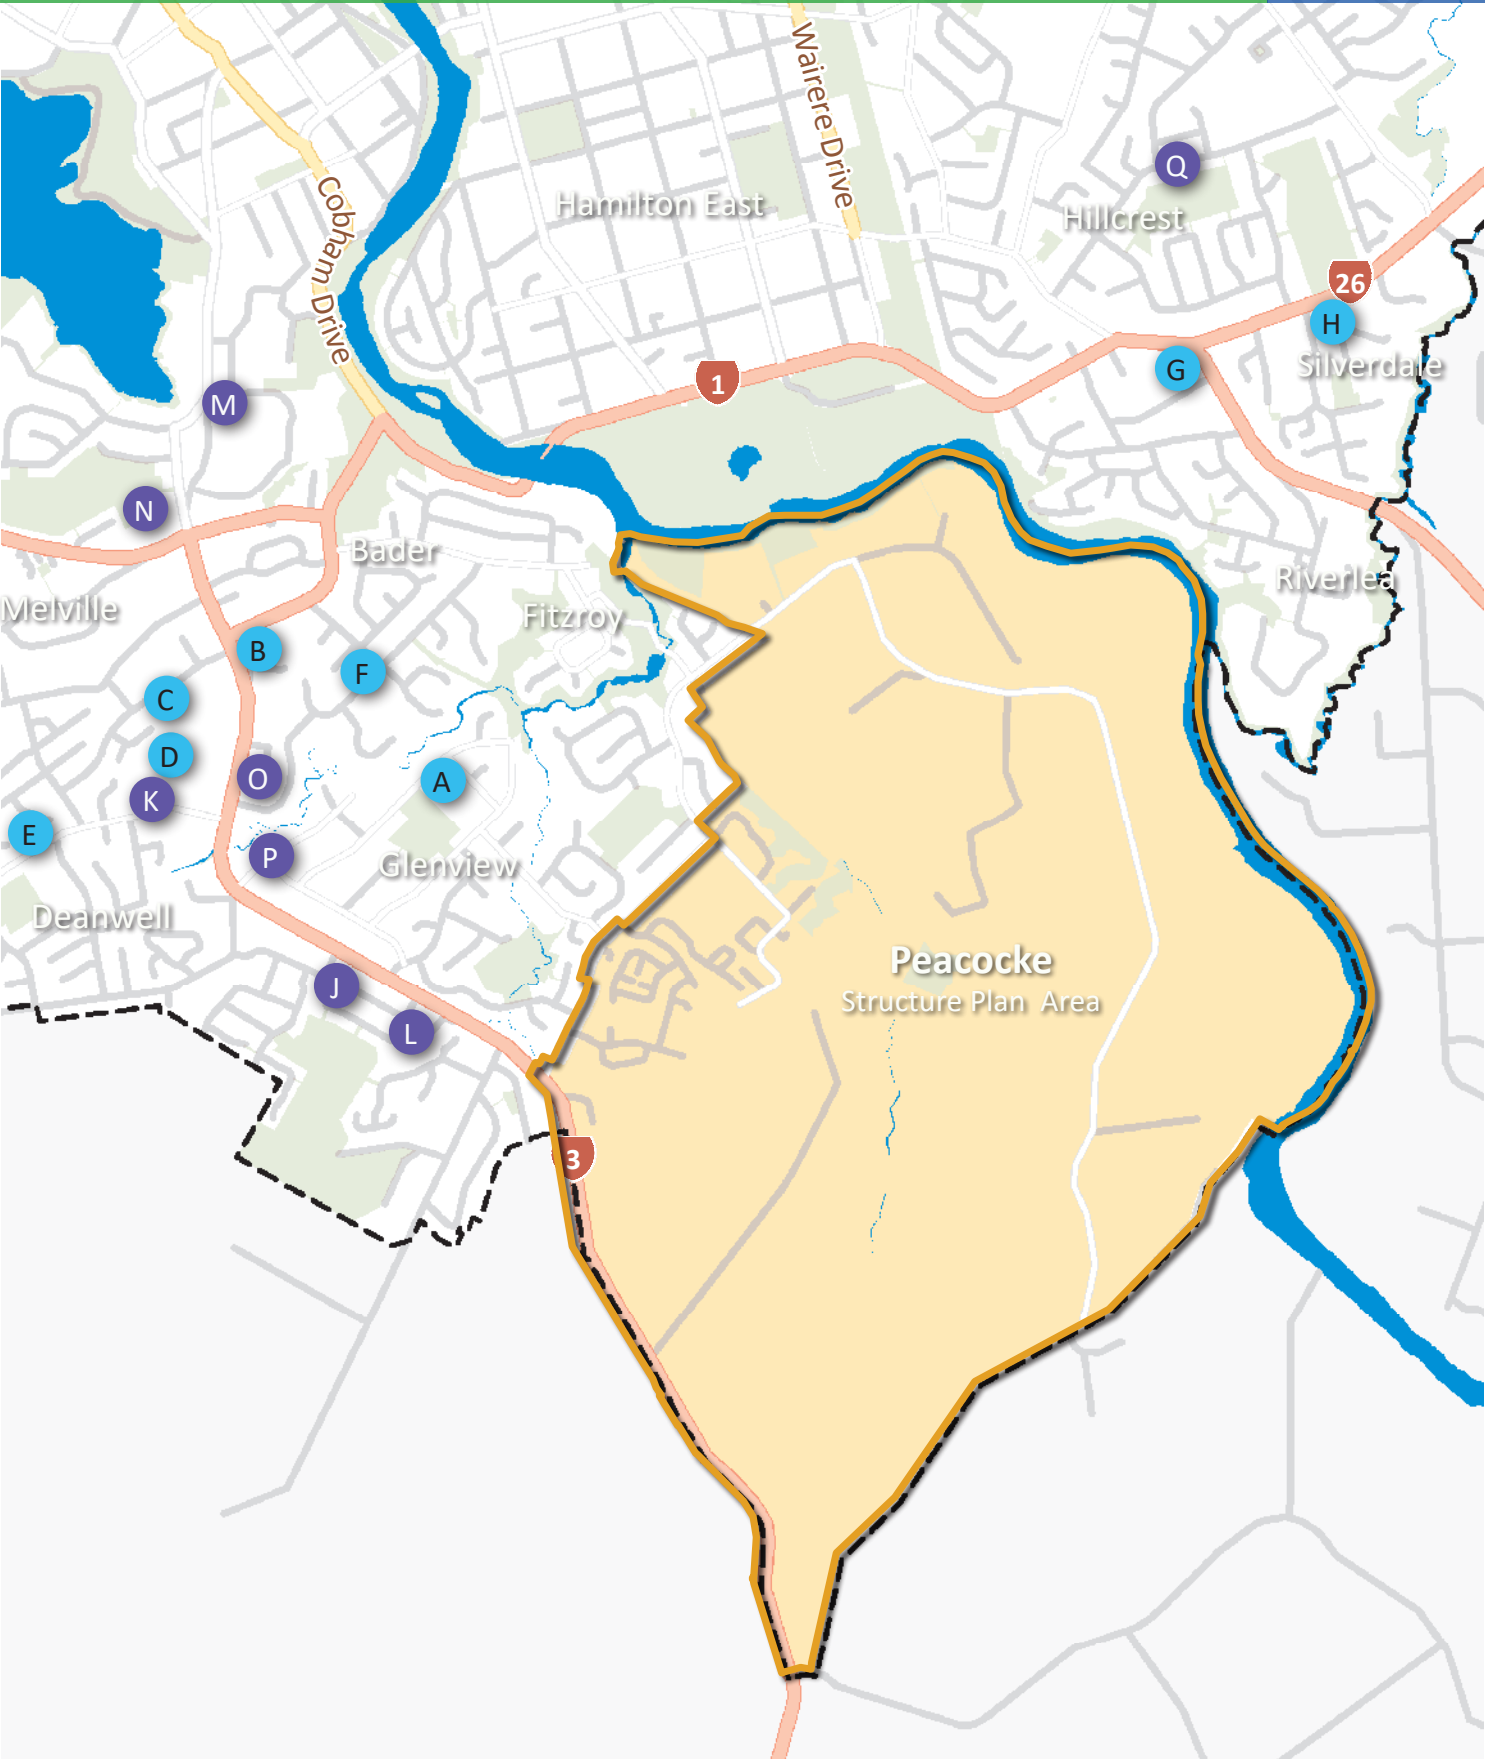 Wairere Drive
Q
Cobham Drive
Hamilton East
Hillcrest
26
H
G
Silverdale
1
M
N
Bader
Riverlea
Melville
Fitzroy
B
F
C
D
O
A
K
E
P
Glenview
Deanwell
Peacocke
Structure Plan Area
J
L
3